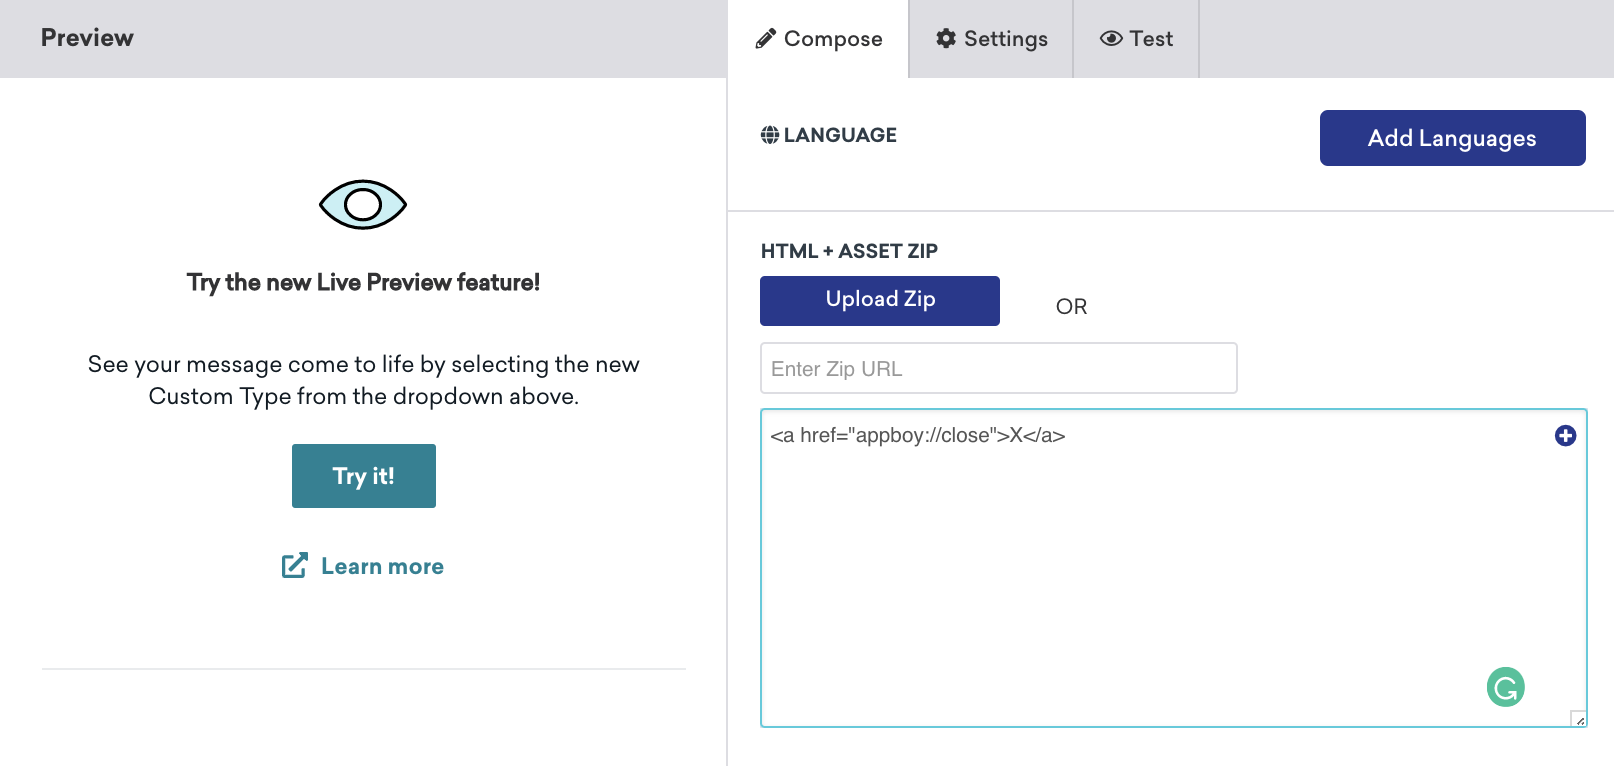 Preview
Compose
Settings
Test
LANGUAGE
Add Languages
Try the new Live Preview feature!
See your message come to life by selecting the new
Custom Type from the dropdown above.
Try it!
Learn more
HTML + ASSET ZIP
Upload Zip
OR
Enter Zip URL
<a href="appboy://close">X</a>